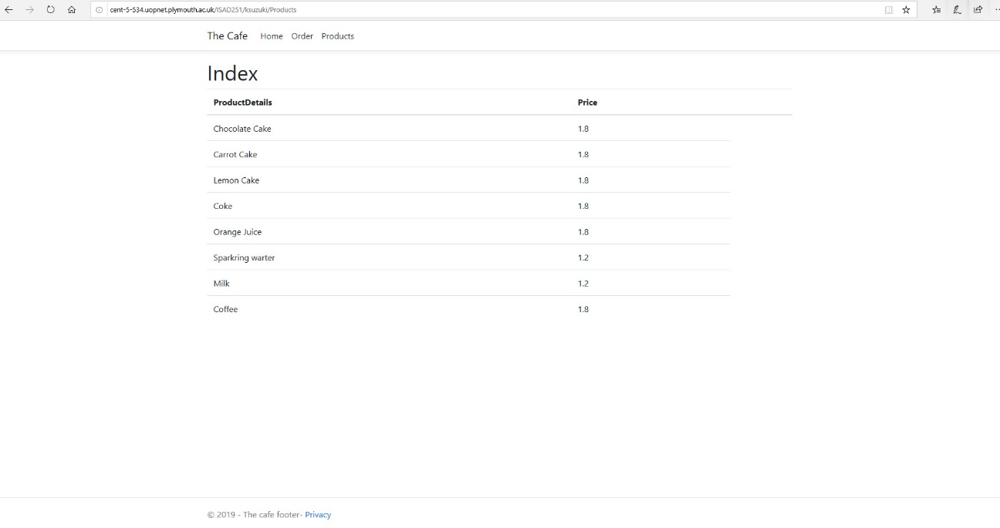 cent-5-534.uopnet.plymouth.ac.uk/ISAD251/ksuzuki/Products
The Cafe Home Order Products
Index
ProductDetails Price
Chocolate Cake 1.8
Carrot Cake 1.8
Lemon Cake 1.8
Coke 1.8
Orange Juice 1.8
Sparkring warter 1.2
Milk 1.2
Coffee 1.8
© 2019 - The cafe footer- Privacy